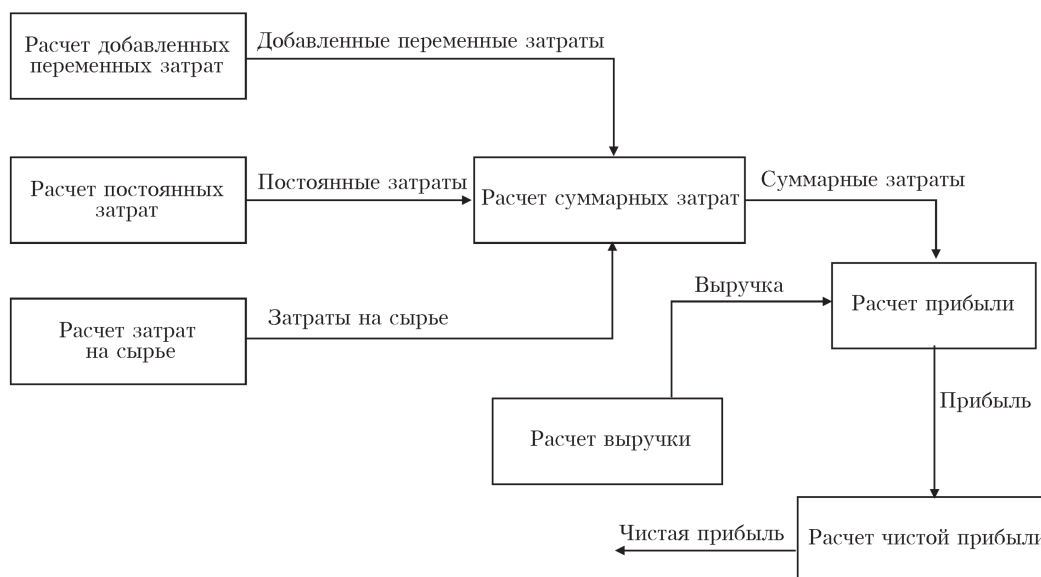 Расчет добавленных
переменных затрат
Добавленные переменные затраты
Расчет постоянных
затрат
Постоянные затраты
Расчет суммарных затрат
Суммарные затраты
Расчет затрат
на сырье
Затраты на сырье
Выручка
Расчет прибыли
Расчет выручки
Прибыль
Чистая прибыль
Расчет чистой прибыли